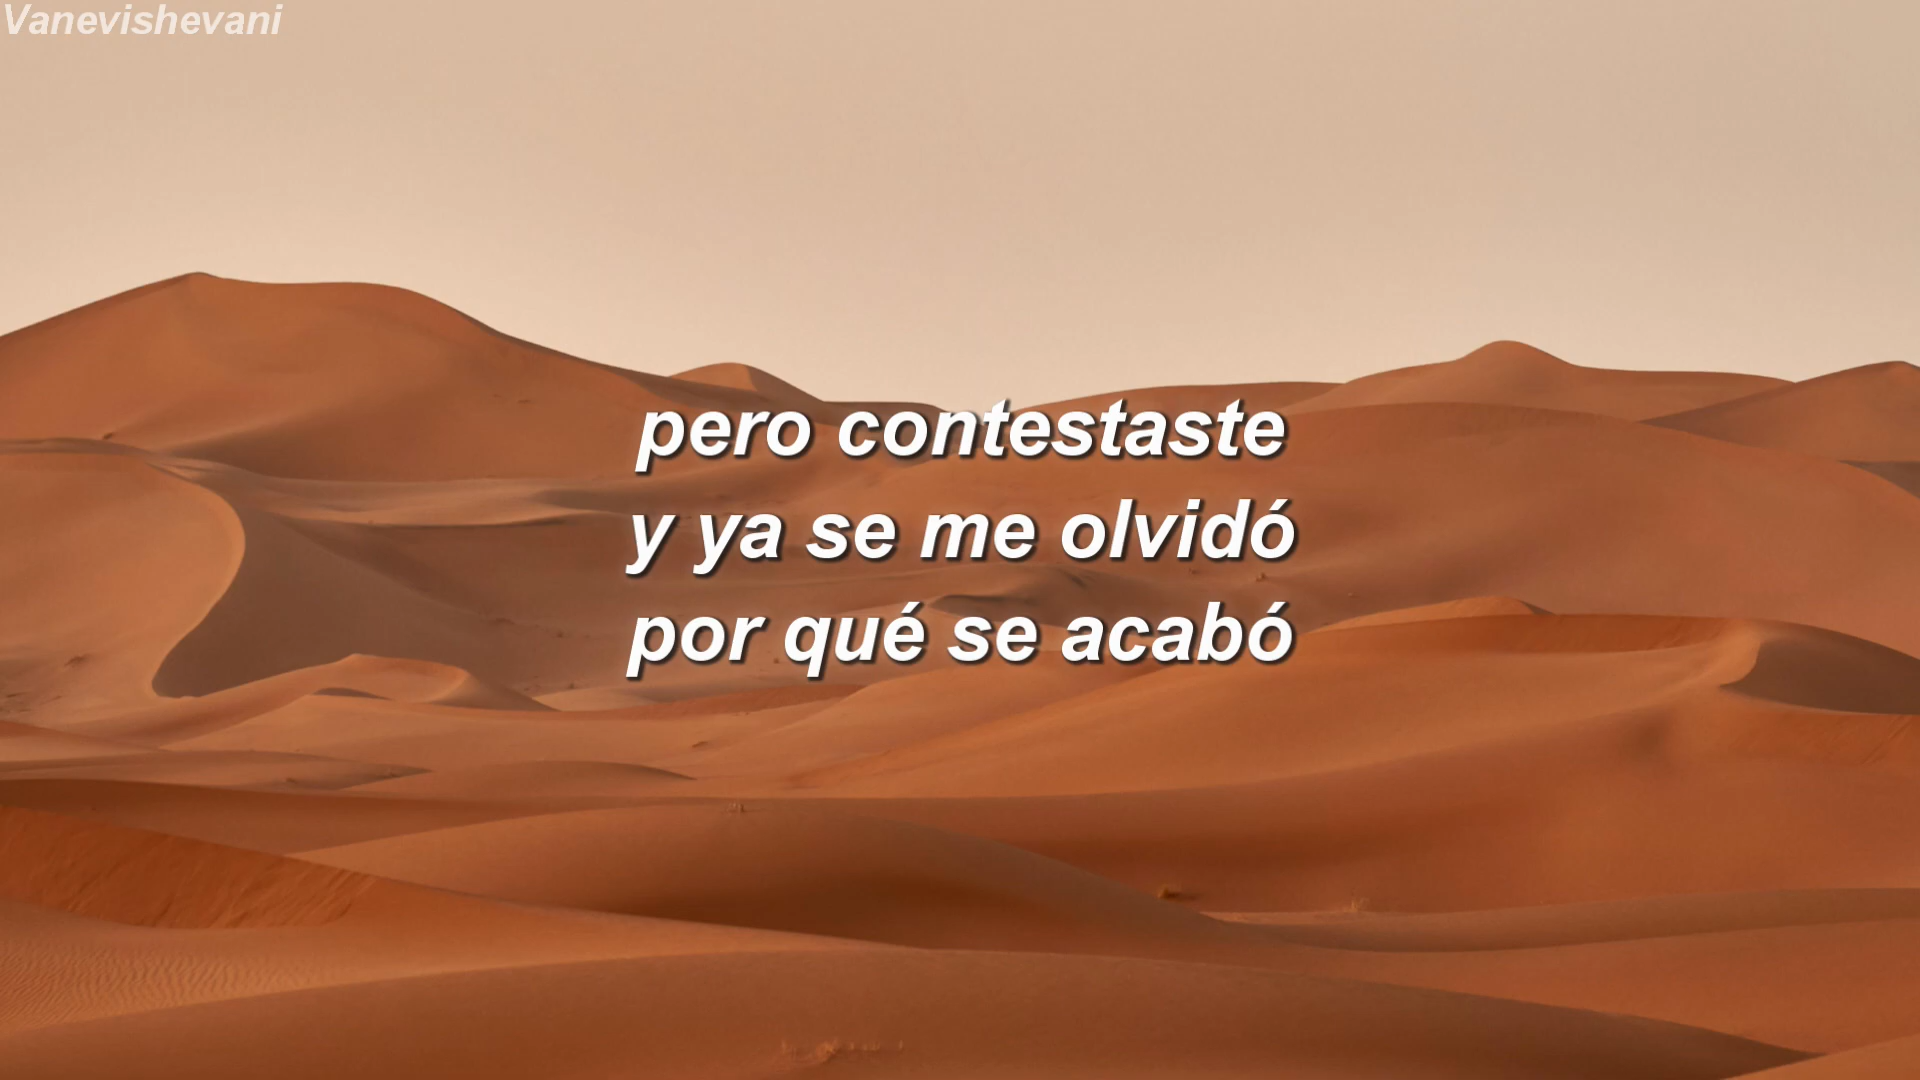 Vanevishevani
pero contestaste
y ya se me olvidó
por qué se acabó